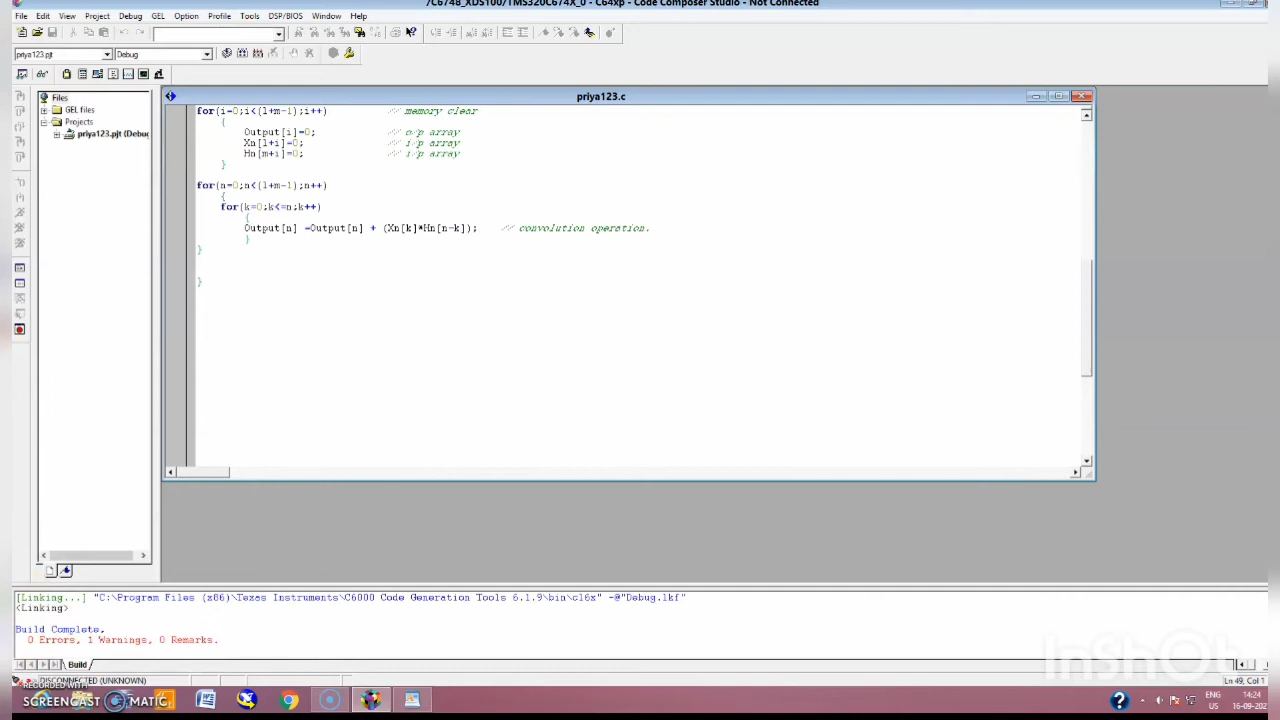 /C6748_XDS100/TMS320C674X_0 - C64xp - Code Composer Studio - Not Connected
File Edit View Project Debug GEL Option Profile Tools DSP/BIOS Window Help
priya123.pjt Debug
Files
GEL files
Projects
priya123.pjt (Debug
priya123.c
for(i=0;i<(l+m-1);i++) // memory clear
{
Output[i]=0; // o/p array
Xn[l+i]=0; // i/p array
Hn[m+i]=0; // i/p array
}
for(n=0;n<(l+m-1);n++)
{
for(k=0;k<=n;k++)
{
Output[n] =Output[n] + (Xn[k]*Hn[n-k]); // convolution operation.
}
}
}
[Linking...] "C:\Program Files (x86)\Texas Instruments\C6000 Code Generation Tools 6.1.9\bin\cl6x" -@"Debug.lkf"
<Linking>
Build Complete,
0 Errors, 1 Warnings, 0 Remarks.
Build
DISCONNECTED (UNKNOWN)
Ln 49, Col 1
InShOt
RECORDED WITH
SCREENCAST MATIC
ENG
US
14:24
16-09-202